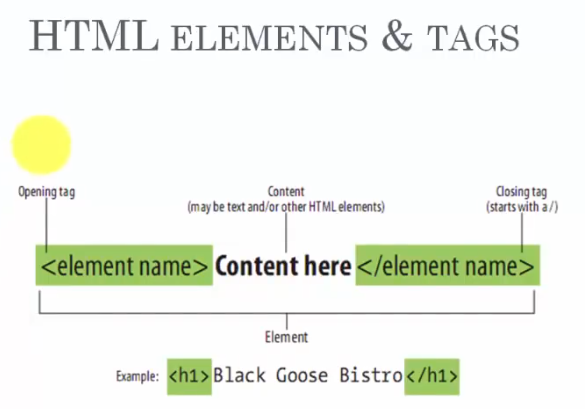 HTML ELEMENTS & TAGS
Opening tag
Content
(may be text and/or other HTML elements)
Closing tag
(starts with a /)
<element name> Content here </element name>
Element
Example: <h1>Black Goose Bistro</h1>